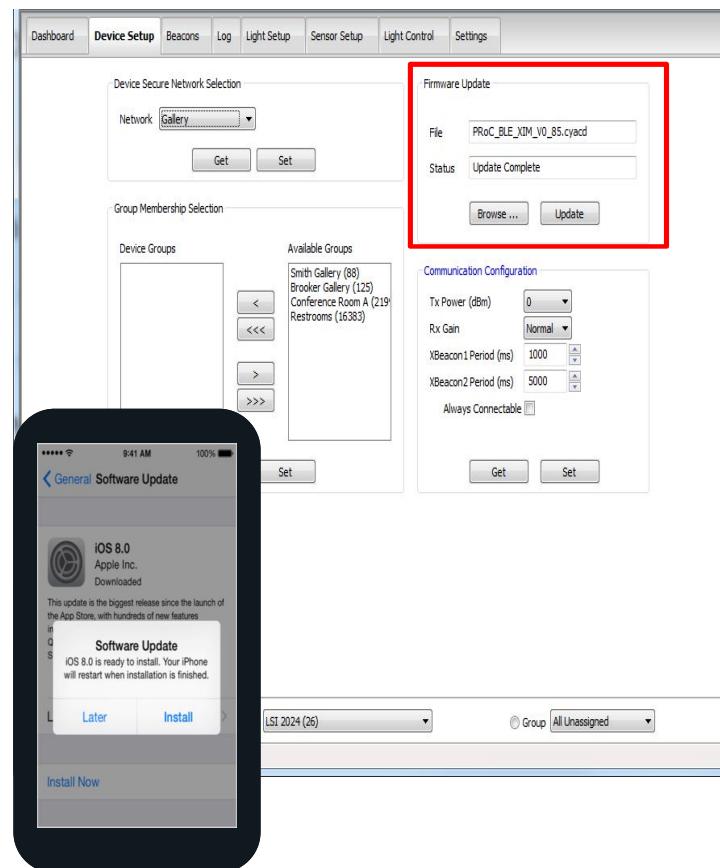 Dashboard Device Setup Beacons Log Light Setup Sensor Setup Light Control Settings
Device Secure Network Selection
Network Gallery
Get Set
Firmware Update
File PRoC_BLE_XIM_V0_85.cyacd
Status Update Complete
Browse ... Update
Group Membership Selection
Device Groups Available Groups
Smith Gallery (88)
Brooker Gallery (125)
Conference Room A (219
Restrooms (16383)
<
<<<
>
>>>
Set
Communication Configuration
Tx Power (dBm) 0
Rx Gain Normal
XBeacon1 Period (ms) 1000
XBeacon2 Period (ms) 5000
Always Connectable
Get Set
LSI 2024 (26) Group All Unassigned
9:41 AM 100%
General Software Update
iOS 8.0
Apple Inc.
Downloaded
This update is the biggest release since the launch of
the App Store, with hundreds of new features
Software Update
iOS 8.0 is ready to install. Your iPhone
will restart when installation is finished.
Later Install
Install Now